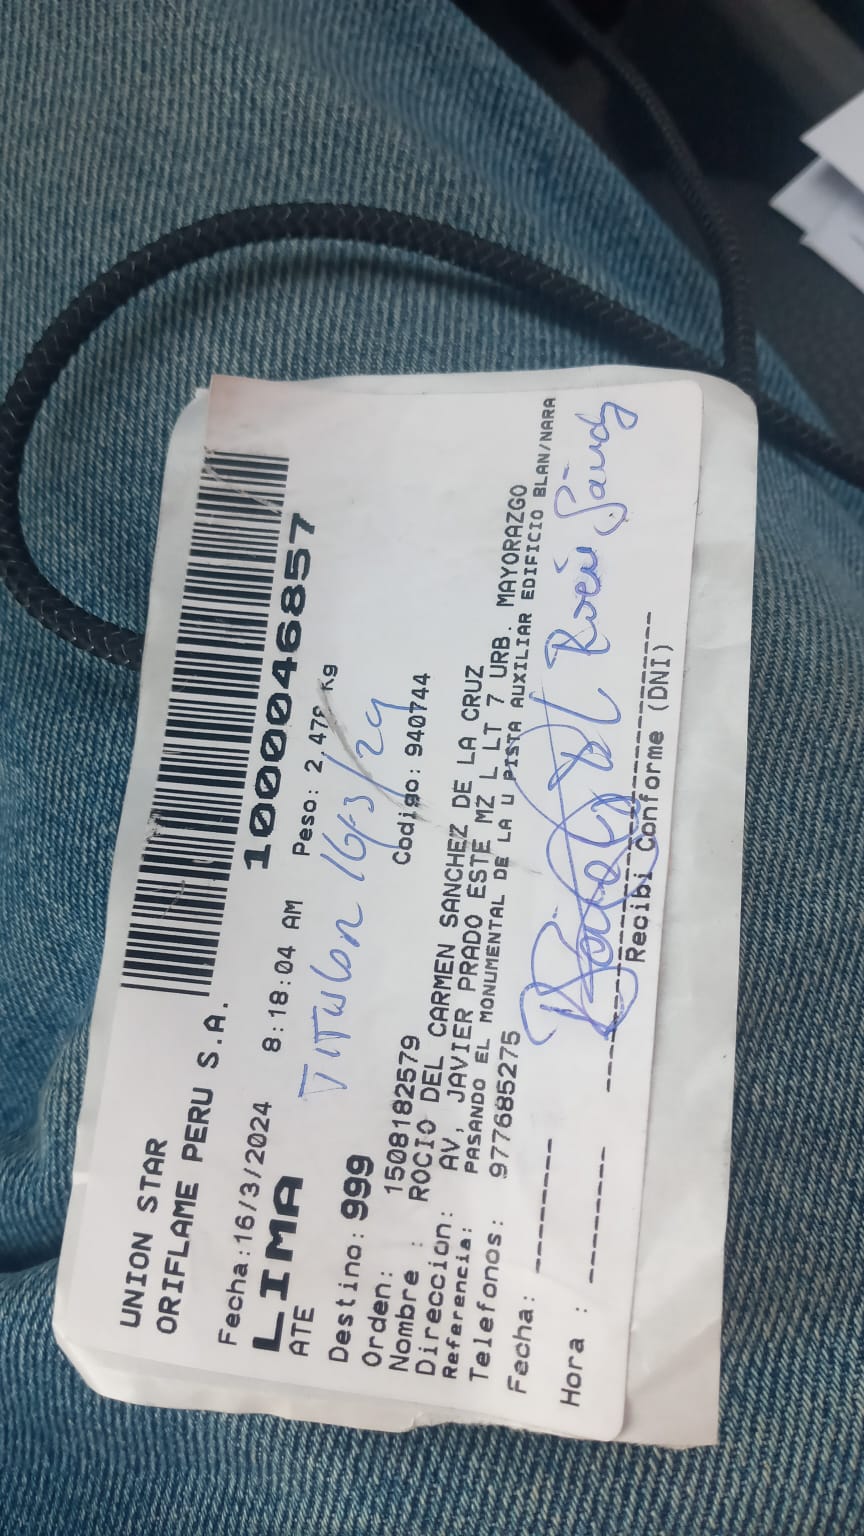 UNION STAR
ORIFLAME PERU S.A.
1000046857
Fecha:16/3/2024 8:18:04 AM Peso: 2,478 Kg
LIMA
ATE
Destino: 999
Orden: 1508182579 Codigo: 940744
Nombre : ROCIO DEL CARMEN SANCHEZ DE LA CRUZ
Direccion: AV, JAVIER PRADO ESTE MZ L LT 7 URB. MAYORAZGO
Referencia: PASANDO EL MONUMENTAL DE LA U PISTA AUXILIAR EDIFICIO BLAN/NARA
Telefonos: 977685275
Fecha: --------
Hora : --------
Recibi Conforme (DNI)